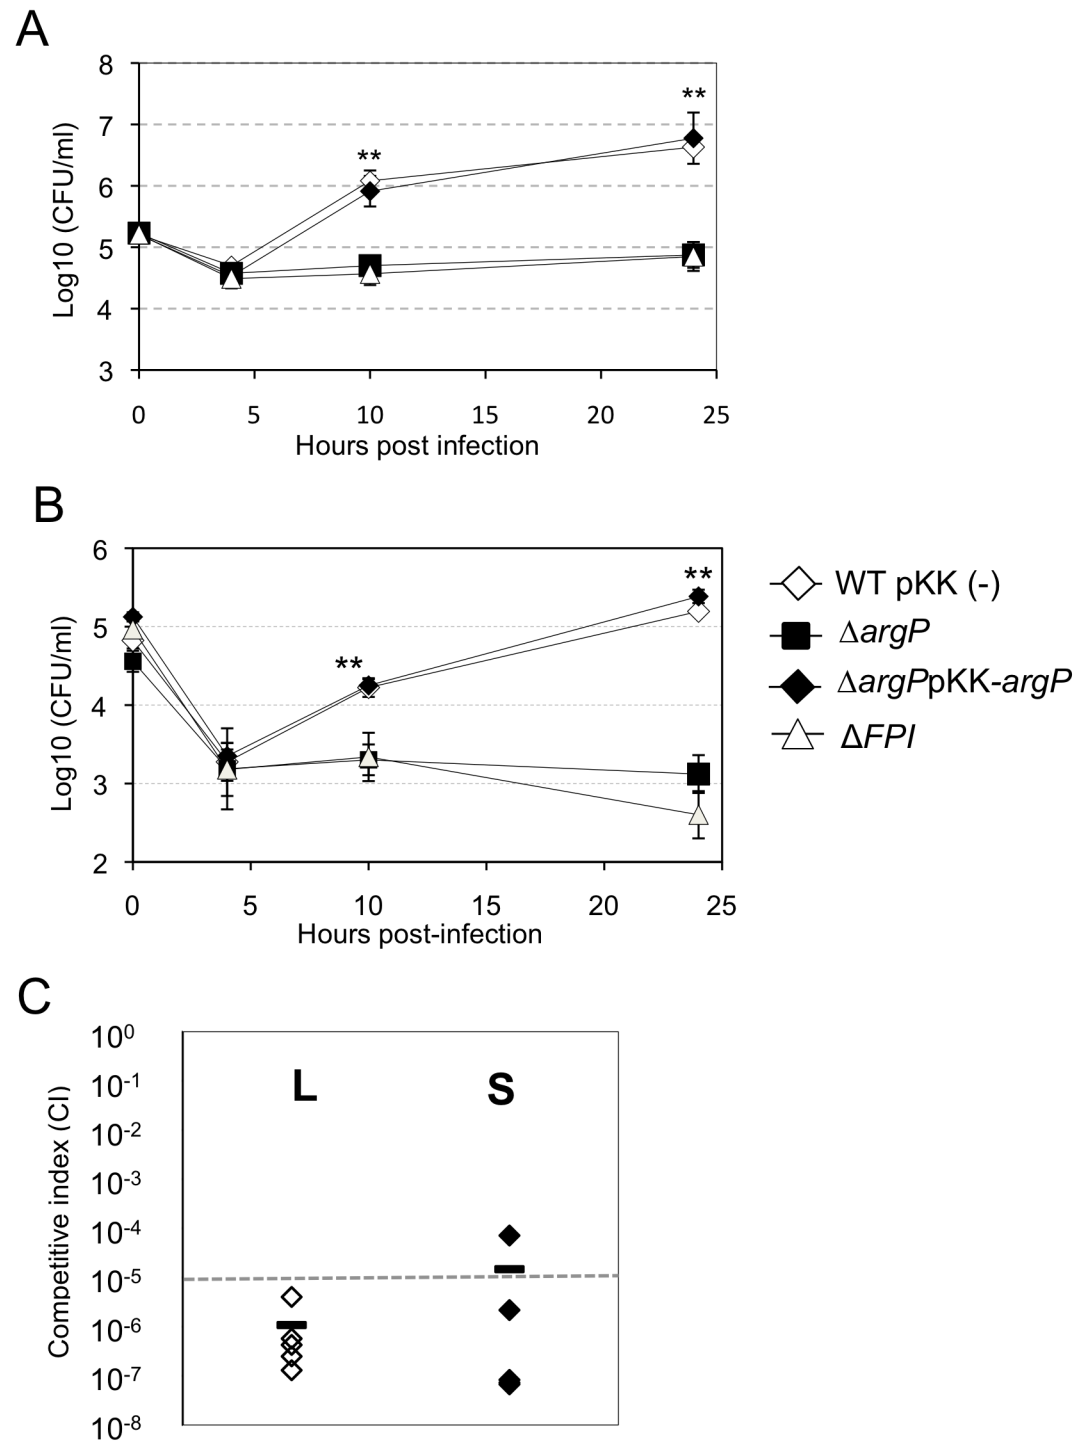 A
8
7
6
5
4
3
Log10 (CFU/ml)
**
**
0 5 10 15 20 25
Hours post infection
B
6
5
4
3
2
Log10 (CFU/ml)
**
**
0 5 10 15 20 25
Hours post-infection
WT pKK (-)
ΔargP
ΔargPpKK-argP
ΔFPI
C
10⁰
10⁻¹
10⁻²
10⁻³
10⁻⁴
10⁻⁵
10⁻⁶
10⁻⁷
10⁻⁸
Competitive index (CI)
L S